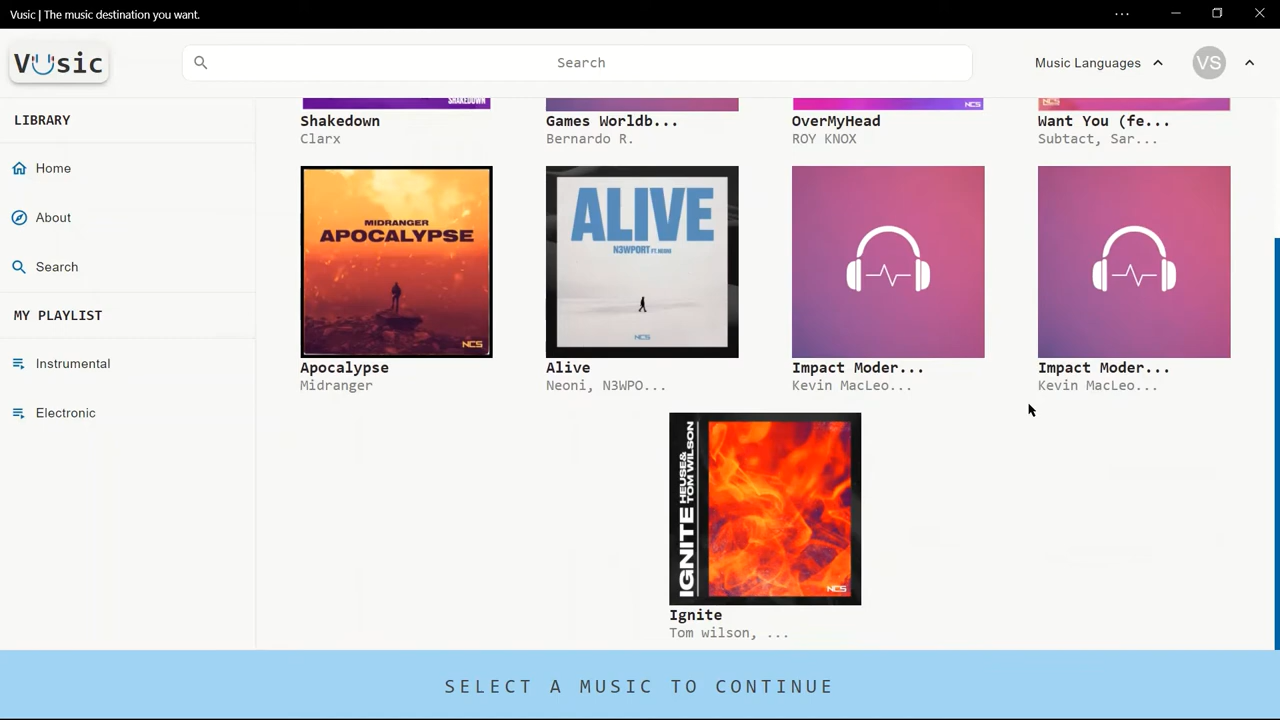 Vusic | The music destination you want.
Vusic
Search
Music Languages
VS
LIBRARY
Home
About
Search
MY PLAYLIST
Instrumental
Electronic
SHAKEDOWN
NCS
NCS
Shakedown
Clarx
Games Worldb...
Bernardo R.
OverMyHead
ROY KNOX
Want You (fe...
Subtact, Sar...
MIDRANGER
APOCALYPSE
NCS
ALIVE
N3WPORT FT. NEONI
NCS
Apocalypse
Midranger
Alive
Neoni, N3WPO...
Impact Moder...
Kevin MacLeo...
Impact Moder...
Kevin MacLeo...
IGNITE
HEUSE&
TOM WILSON
NCS
Ignite
Tom wilson, ...
SELECT A MUSIC TO CONTINUE